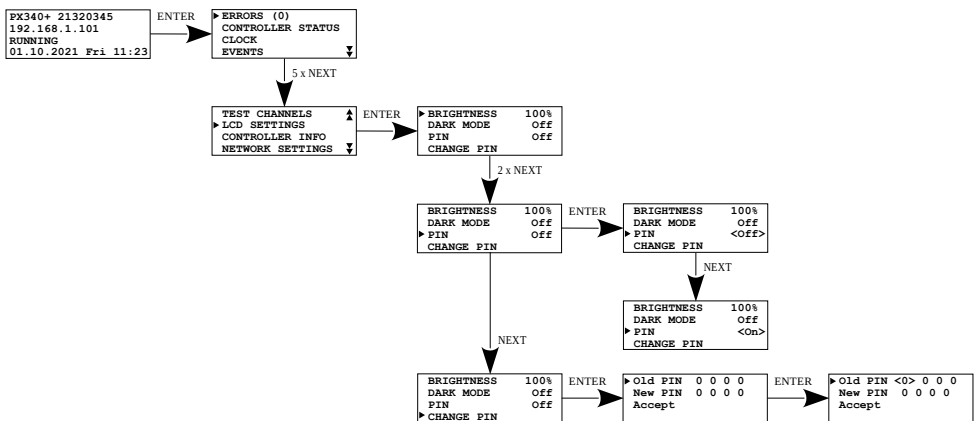 PX340+ 21320345
192.168.1.101
RUNNING
01.10.2021 Fri 11:23
ENTER
ERRORS (0)
CONTROLLER STATUS
CLOCK
EVENTS
5 x NEXT
TEST CHANNELS
LCD SETTINGS
CONTROLLER INFO
NETWORK SETTINGS
ENTER
BRIGHTNESS 100%
DARK MODE Off
PIN Off
CHANGE PIN
2 x NEXT
BRIGHTNESS 100%
DARK MODE Off
PIN Off
CHANGE PIN
ENTER
BRIGHTNESS 100%
DARK MODE Off
PIN <Off>
CHANGE PIN
NEXT
BRIGHTNESS 100%
DARK MODE Off
PIN <On>
CHANGE PIN
NEXT
BRIGHTNESS 100%
DARK MODE Off
PIN Off
CHANGE PIN
ENTER
Old PIN 0 0 0 0
New PIN 0 0 0 0
Accept
ENTER
Old PIN <0> 0 0 0
New PIN 0 0 0 0
Accept